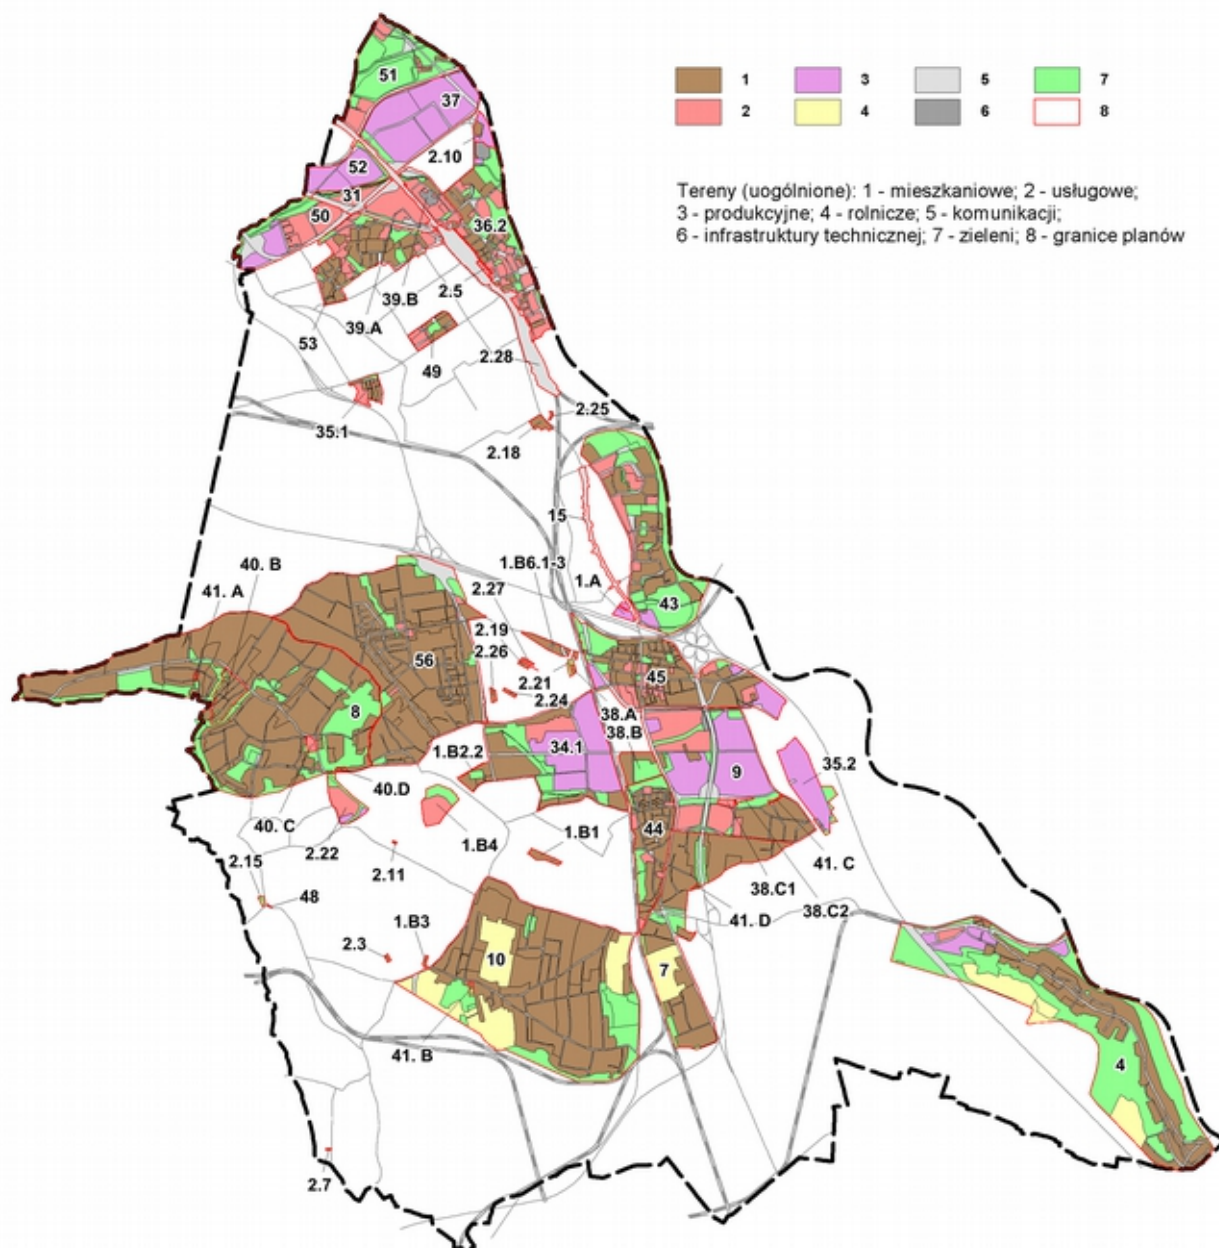 1 3 5 7
2 4 6 8
Tereny (uogólnione): 1 - mieszkaniowe; 2 - usługowe;
3 - produkcyjne; 4 - rolnicze; 5 - komunikacji;
6 - infrastruktury technicznej; 7 - zieleni; 8 - granice planów
51
37
2.10
52
31
50
36.2
39.B
2.5
39.A
53
2.28
49
2.25
35.1
2.18
15
1.B6.1-3
40. B
1.A
41. A
2.27
43
2.19
2.26
56
45
2.21
2.24
8
38.A
38.B
34.1
1.B2.2
35.2
9
40.D
40. C
1.B1
44
1.B4
2.22
2.15
41. C
2.11
38.C1
48
38.C2
41. D
1.B3
2.3
10
7
41. B
4
2.7